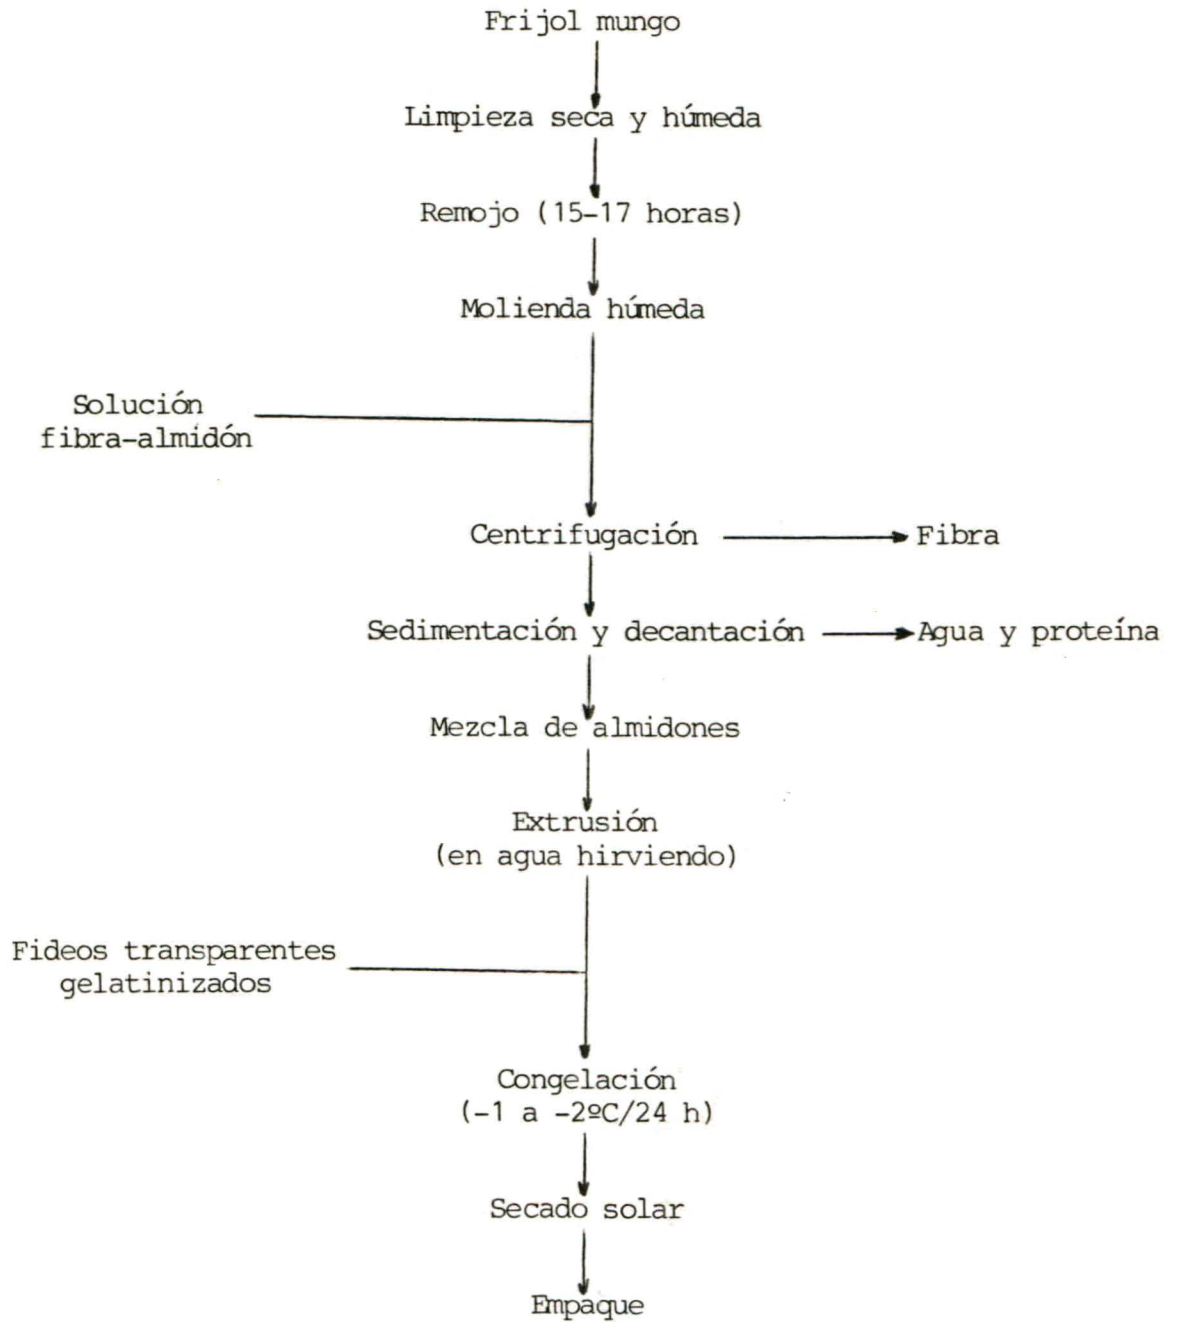 Frijol mungo
Limpieza seca y húmeda
Remojo (15-17 horas)
Molienda húmeda
Solución
fibra-almidón
Centrifugación
Fibra
Sedimentación y decantación
Agua y proteína
Mezcla de almidones
Extrusión
(en agua hirviendo)
Fideos transparentes
gelatinizados
Congelación
(-1 a -2ºC/24 h)
Secado solar
Empaque